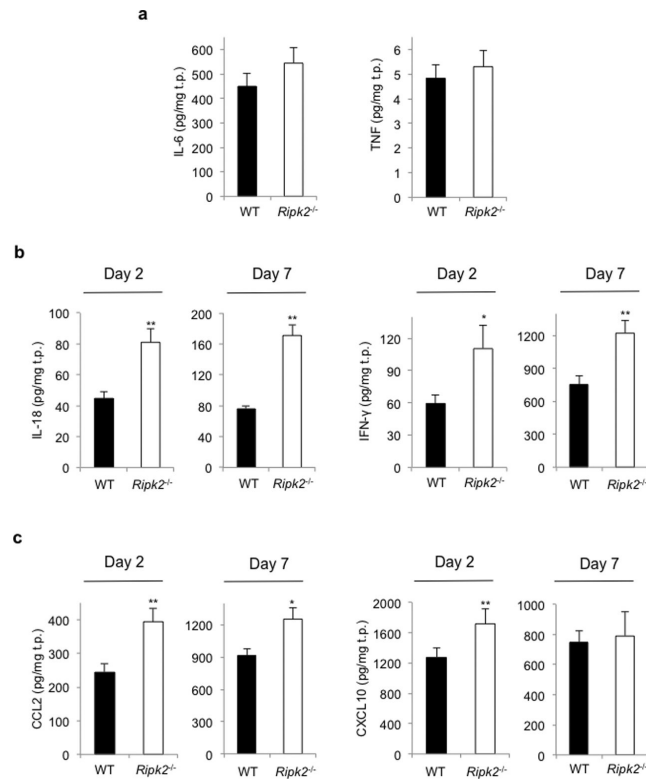 a
IL-6 (pg/mg t.p.)
600
500
400
300
200
100
0
WT Ripk2-/-
TNF (pg/mg t.p.)
6
5
4
3
2
1
0
WT Ripk2-/-
b
Day 2
IL-18 (pg/mg t.p.)
80
60
40
20
0
**
WT Ripk2-/-
Day 7
200
160
120
80
40
0
**
WT Ripk2-/-
Day 2
IFN-γ (pg/mg t.p.)
120
90
60
30
0
*
WT Ripk2-/-
Day 7
1200
900
600
300
0
**
WT Ripk2-/-
c
Day 2
CCL2 (pg/mg t.p.)
400
300
200
100
0
**
WT Ripk2-/-
Day 7
1200
900
600
300
0
*
WT Ripk2-/-
Day 2
CXCL10 (pg/mg t.p.)
2000
1600
1200
800
400
0
**
WT Ripk2-/-
Day 7
1000
800
600
400
200
0
WT Ripk2-/-